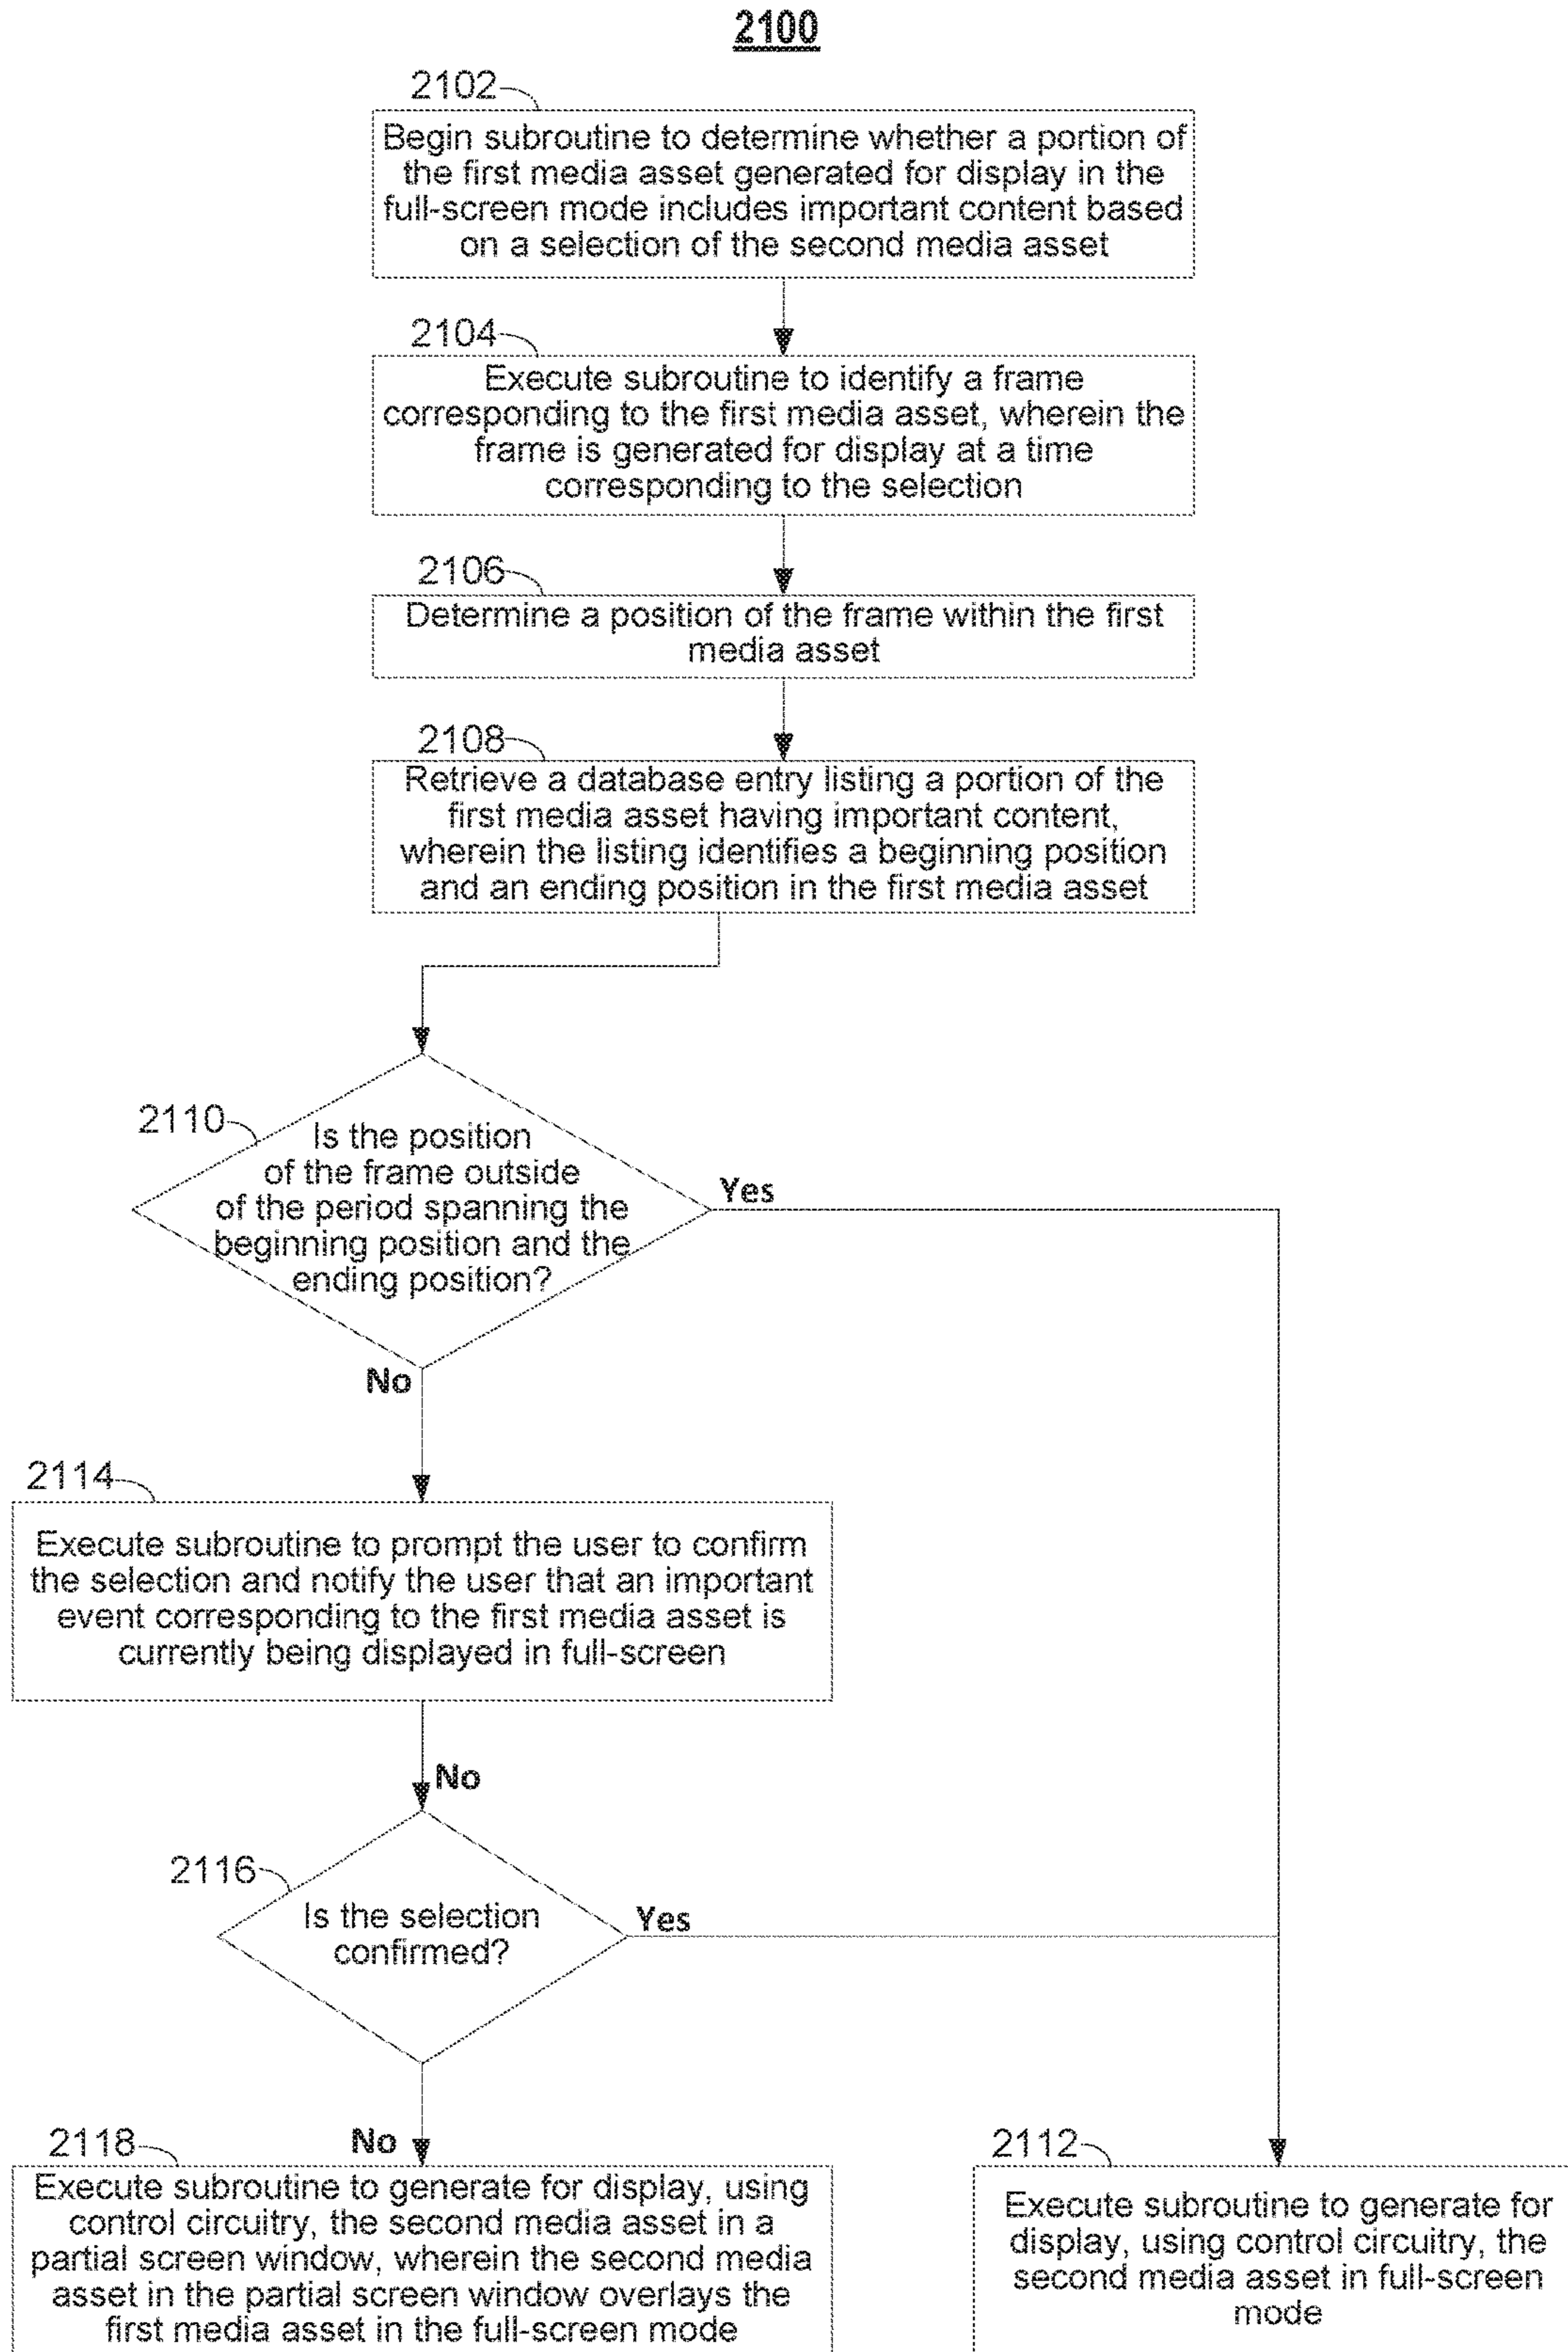 2100
2102
Begin subroutine to determine whether a portion of
the first media asset generated for display in the
full-screen mode includes important content based
on a selection of the second media asset
2104
Execute subroutine to identify a frame
corresponding to the first media asset, wherein the
frame is generated for display at a time
corresponding to the selection
2106
Determine a position of the frame within the first
media asset
2108
Retrieve a database entry listing a portion of the
first media asset having important content,
wherein the listing identifies a beginning position
and an ending position in the first media asset
2110
Is the position
of the frame outside
of the period spanning the
beginning position and the
ending position?
Yes
No
2114
Execute subroutine to prompt the user to confirm
the selection and notify the user that an important
event corresponding to the first media asset is
currently being displayed in full-screen
No
2116
Is the selection
confirmed?
Yes
No
2118
Execute subroutine to generate for display, using
control circuitry, the second media asset in a
partial screen window, wherein the second media
asset in the partial screen window overlays the
first media asset in the full-screen mode
2112
Execute subroutine to generate for
display, using control circuitry, the
second media asset in full-screen
mode